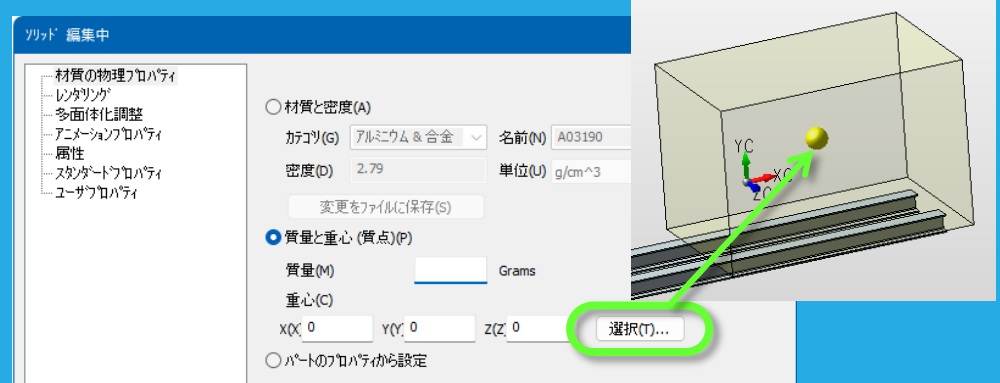 ソリッド 編集中
材質の物理プロパティ
レンダリング
多面体化調整
アニメーションプロパティ
属性
スタンダードプロパティ
ユーザプロパティ
材質と密度(A)
カテゴリ(G) アルミニウム & 合金 名前(N) A03190
密度(D) 2.79 単位(U) g/cm^3
変更をファイルに保存(S)
質量と重心 (質点)(P)
質量(M) Grams
重心(C)
X(X) 0 Y(Y) 0 Z(Z) 0 選択(T)...
パートのプロパティから設定
YC
XC
ZC